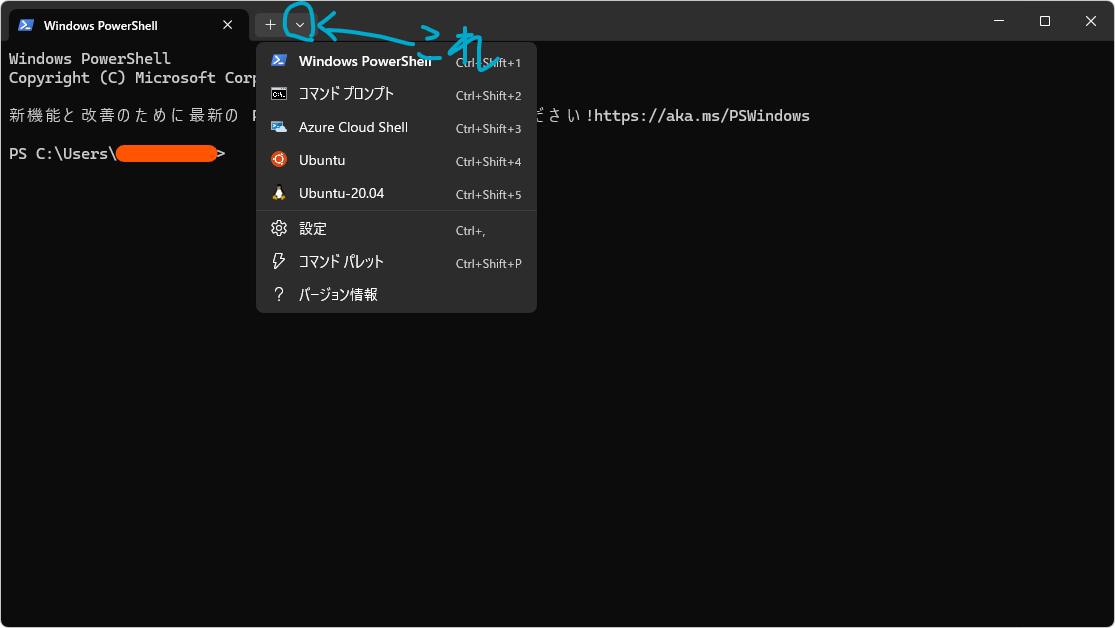 Windows PowerShell
これ
Windows PowerShell
Copyright (C) Microsoft Corp
新機能と改善のために最新の ださい!https://aka.ms/PSWindows
PS C:\Users\ >
Windows PowerShell Ctrl+Shift+1
コマンド プロンプト Ctrl+Shift+2
Azure Cloud Shell Ctrl+Shift+3
Ubuntu Ctrl+Shift+4
Ubuntu-20.04 Ctrl+Shift+5
設定 Ctrl+,
コマンド パレット Ctrl+Shift+P
バージョン情報